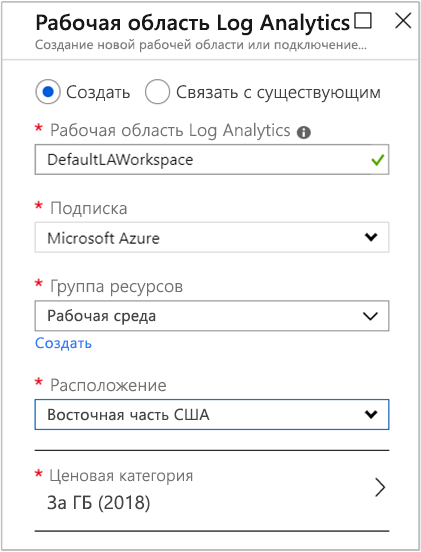 Рабочая область Log Analytics
Создание новой рабочей области или подключение...
Создать Связать с существующим
* Рабочая область Log Analytics
DefaultLAWorkspace
* Подписка
Microsoft Azure
* Группа ресурсов
Рабочая среда
Создать
* Расположение
Восточная часть США
* Ценовая категория
За ГБ (2018)